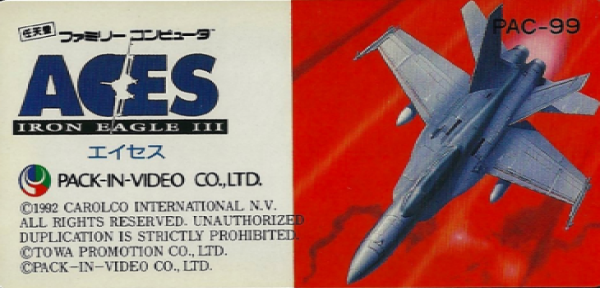 任天堂
ファミリー コンピュータ™
ACES
IRON EAGLE III
エイセス
PACK-IN-VIDEO CO.,LTD.
©1992 CAROLCO INTERNATIONAL N.V.
ALL RIGHTS RESERVED. UNAUTHORIZED
DUPLICATION IS STRICTLY PROHIBITED.
©TOWA PROMOTION CO., LTD.
©PACK-IN-VIDEO CO., LTD.
PAC-99